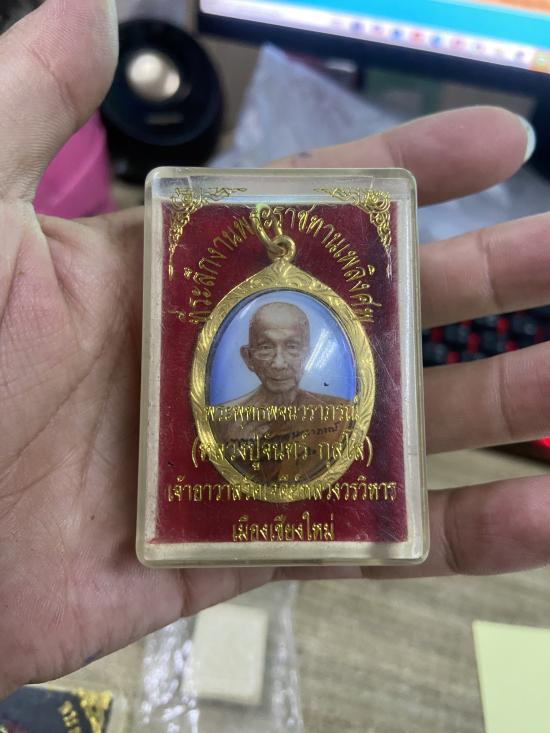 ที่ระลึกงานพระราชทานเพลิงศพ
พระพุทธพจนวราภรณ์
(หลวงปู่จันทร์ กุสโล)
เจ้าอาวาสวัดเจดีย์หลวงวรวิหาร
เมืองเชียงใหม่